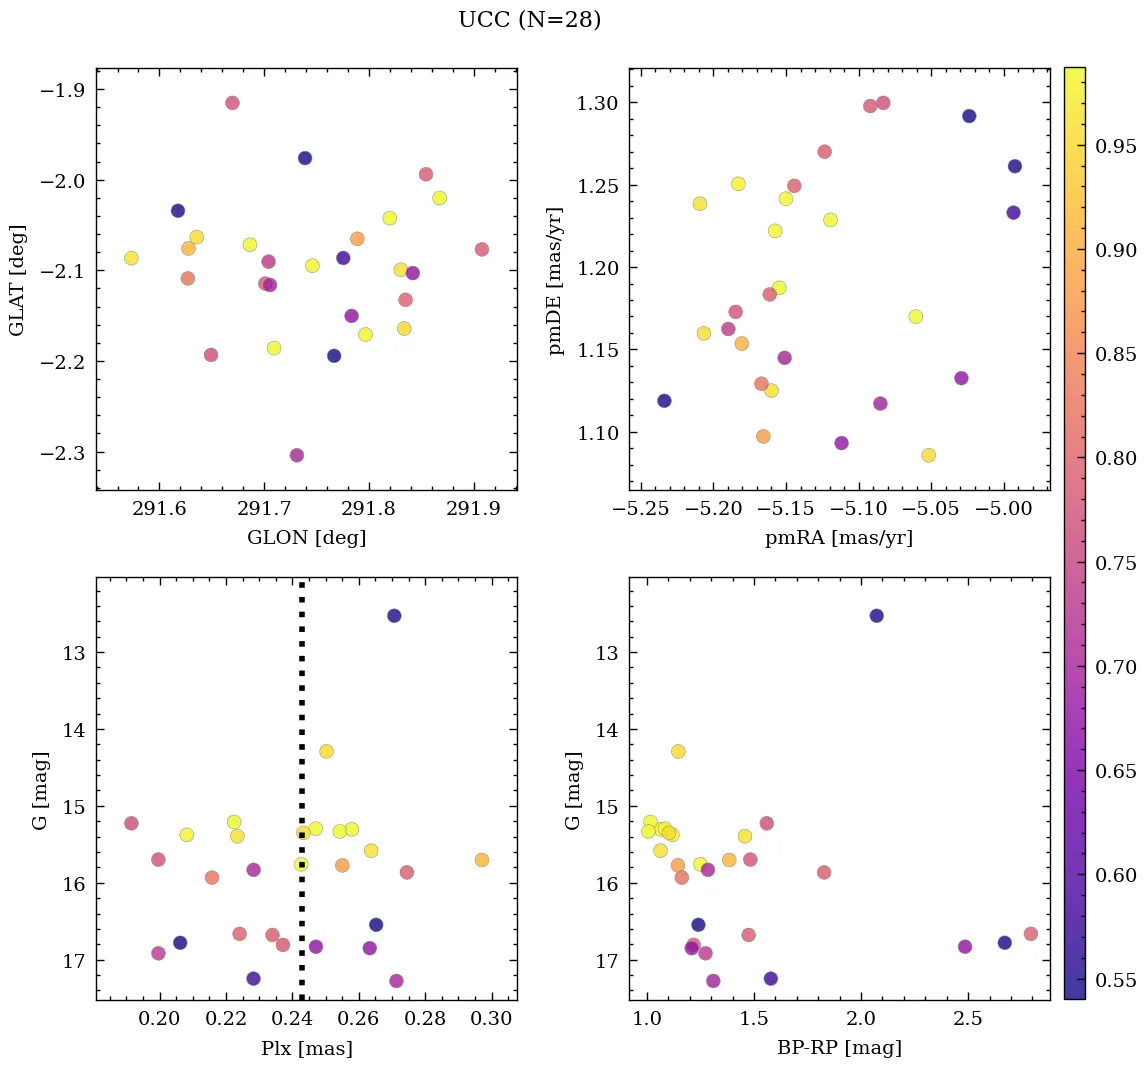 UCC (N=28)
−1.9
−2.0
−2.1
−2.2
−2.3
GLAT [deg]
291.6 291.7 291.8 291.9
GLON [deg]
1.30
1.25
1.20
1.15
1.10
pmDE [mas/yr]
−5.25 −5.20 −5.15 −5.10 −5.05 −5.00
pmRA [mas/yr]
13
14
15
16
17
G [mag]
0.20 0.22 0.24 0.26 0.28 0.30
Plx [mas]
13
14
15
16
17
G [mag]
1.0 1.5 2.0 2.5
BP-RP [mag]
0.95
0.90
0.85
0.80
0.75
0.70
0.65
0.60
0.55